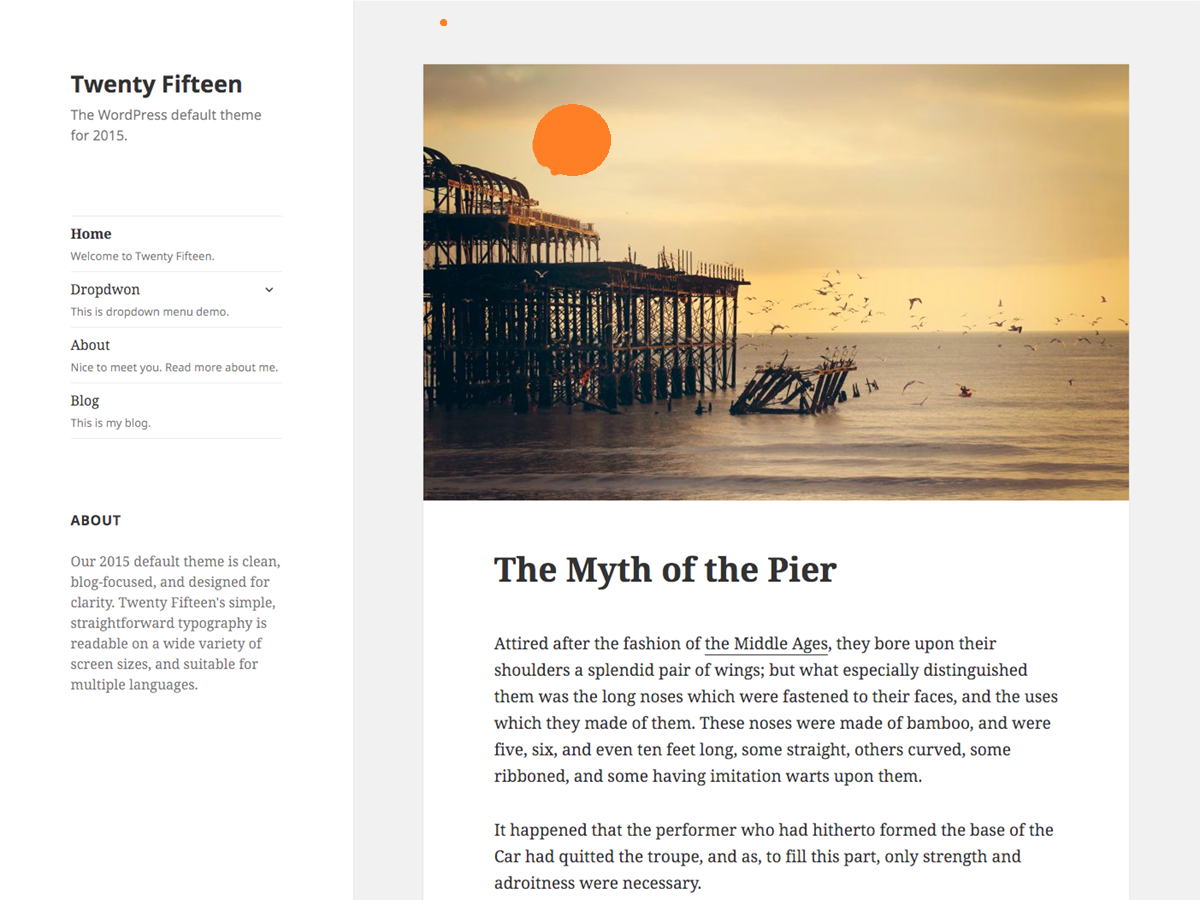 Twenty Fifteen
The WordPress default theme
for 2015.
Home
Welcome to Twenty Fifteen.
Dropdwon
This is dropdown menu demo.
About
Nice to meet you. Read more about me.
Blog
This is my blog.
ABOUT
Our 2015 default theme is clean,
blog-focused, and designed for
clarity. Twenty Fifteen's simple,
straightforward typography is
readable on a wide variety of
screen sizes, and suitable for
multiple languages.
The Myth of the Pier
Attired after the fashion of the Middle Ages, they bore upon their
shoulders a splendid pair of wings; but what especially distinguished
them was the long noses which were fastened to their faces, and the uses
which they made of them. These noses were made of bamboo, and were
five, six, and even ten feet long, some straight, others curved, some
ribboned, and some having imitation warts upon them.
It happened that the performer who had hitherto formed the base of the
Car had quitted the troupe, and as, to fill this part, only strength and
adroitness were necessary.